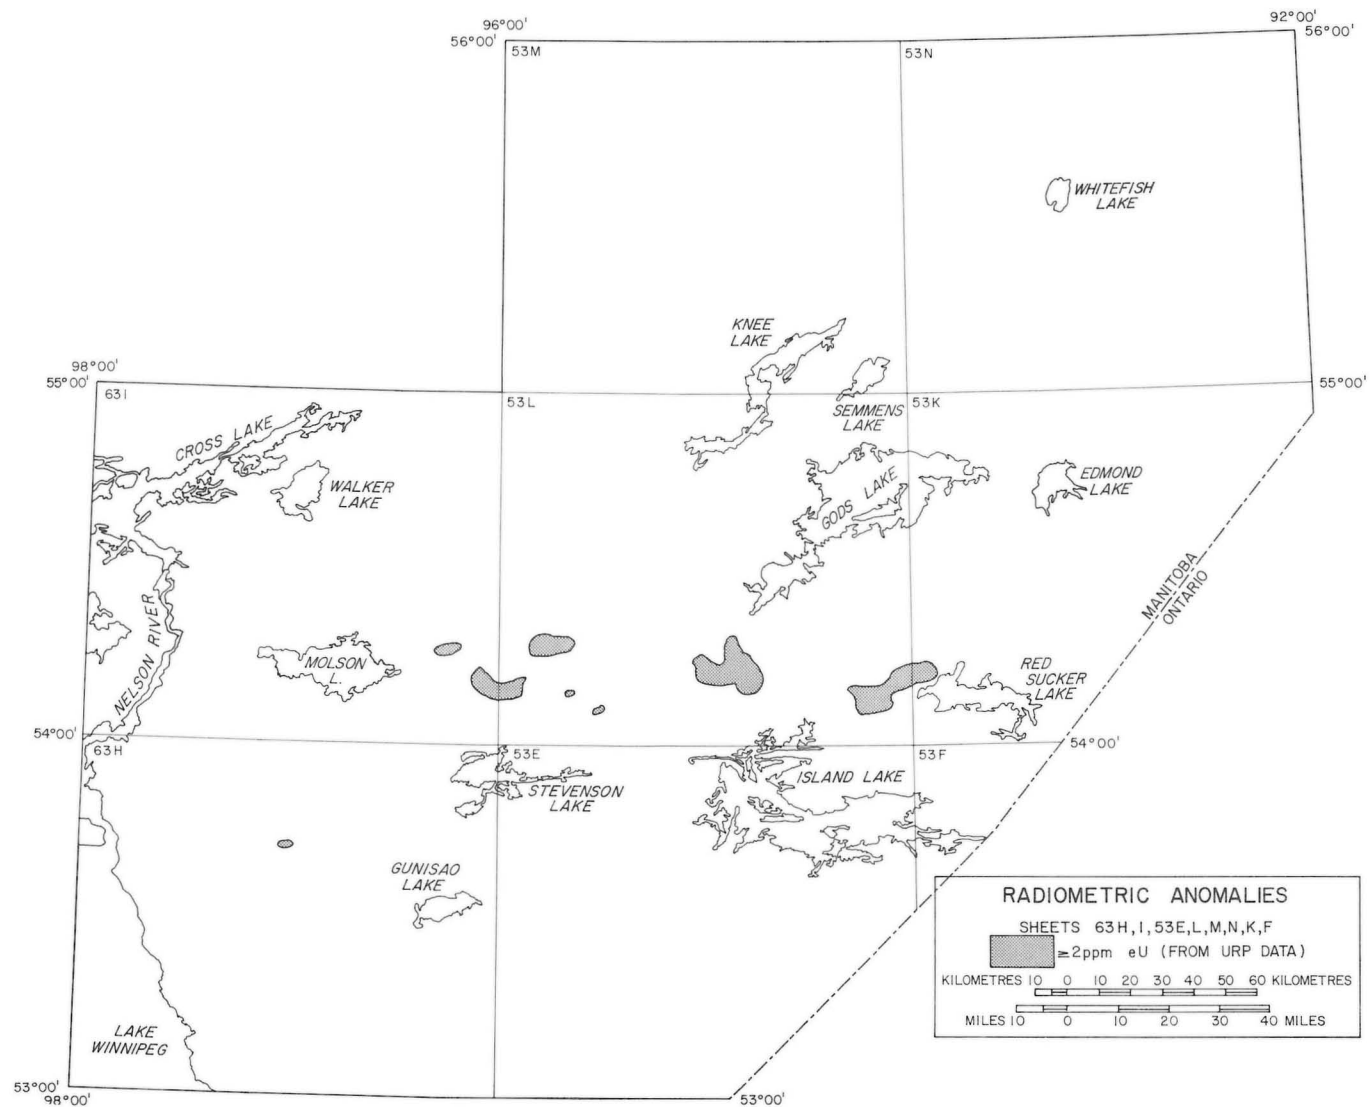 96°00'
92°00'
56°00'
53M
53N
56°00'
WHITEFISH
LAKE
KNEE
LAKE
98°00'
55°00'
63I
53L
53K
55°00'
SEMMENS
LAKE
CROSS LAKE
WALKER
LAKE
GODS LAKE
EDMOND
LAKE
MANITOBA
ONTARIO
NELSON RIVER
MOLSON
L.
RED
SUCKER
LAKE
54°00'
63H
53E
53F
54°00'
STEVENSON
LAKE
ISLAND LAKE
GUNISAO
LAKE
RADIOMETRIC ANOMALIES
SHEETS 63H,I,53E,L,M,N,K,F
≥2ppm eU (FROM URP DATA)
KILOMETRES 10 0 10 20 30 40 50 60 KILOMETRES
MILES 10 0 10 20 30 40 MILES
LAKE
WINNIPEG
53°00'
98°00'
53°00'